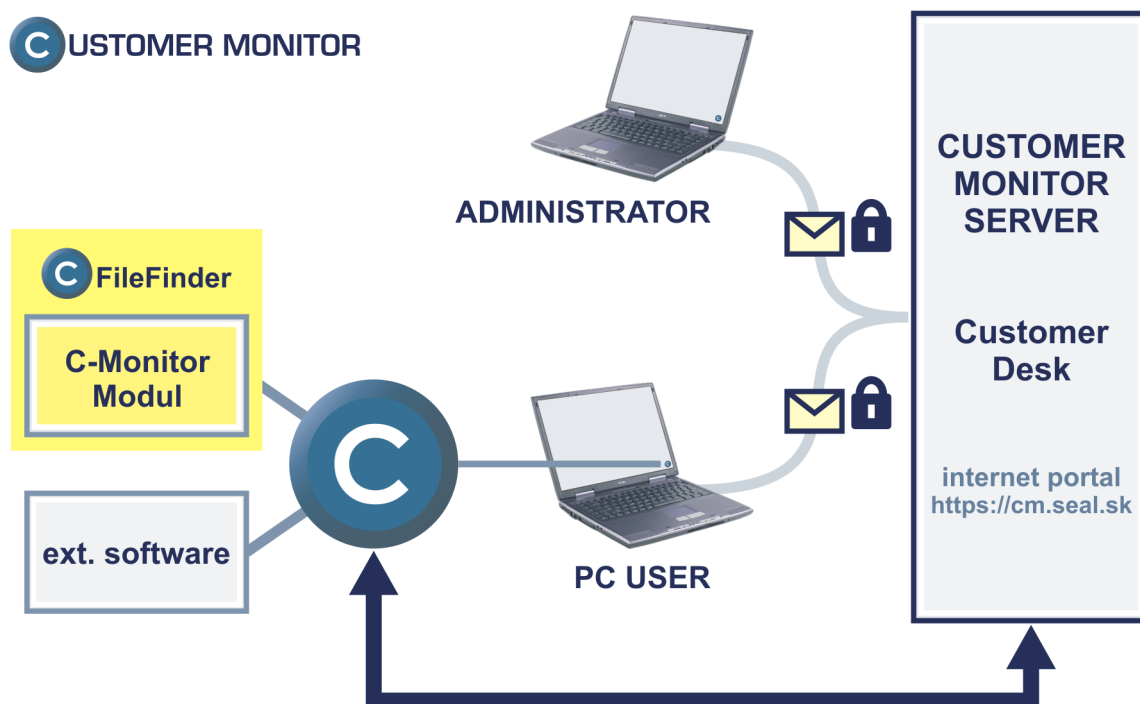 CUSTOMER MONITOR
ADMINISTRATOR
CUSTOMER
MONITOR
SERVER
Customer
Desk
internet portal
https://cm.seal.sk
C FileFinder
C-Monitor
Modul
ext. software
C
PC USER